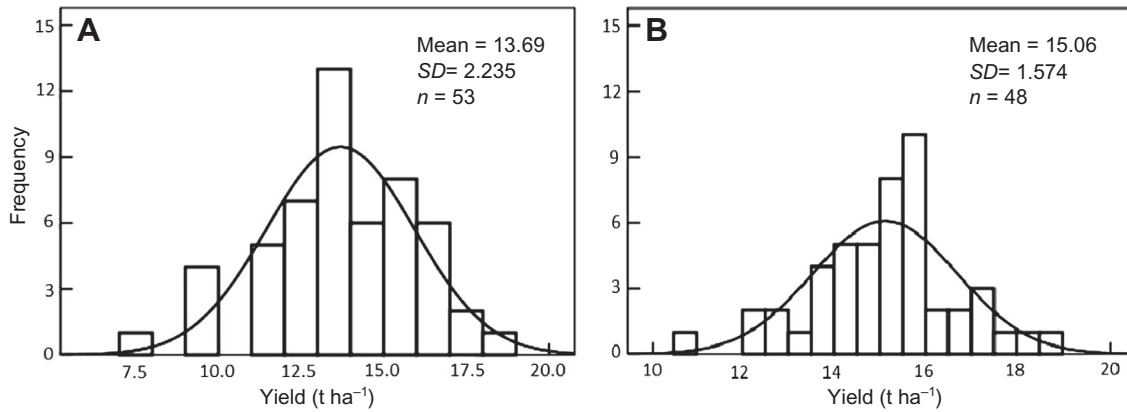 A
Mean = 13.69
SD= 2.235
n = 53
Frequency
15
12
9
6
3
0
7.5 10.0 12.5 15.0 17.5 20.0
Yield (t ha–1)
B
Mean = 15.06
SD= 1.574
n = 48
15
12
9
6
3
0
10 12 14 16 18 20
Yield (t ha–1)